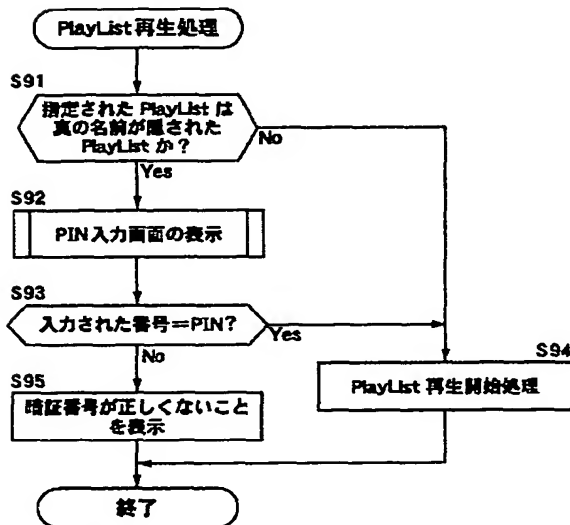 PlayList 再生処理
S91
指定された PlayList は
真の名前が隠された
PlayList か？
No
Yes
S92
PIN入力画面の表示
S93
入力された番号＝PIN？
Yes
No
S94
PlayList 再生開始処理
S95
暗証番号が正しくないこと
を表示
終了